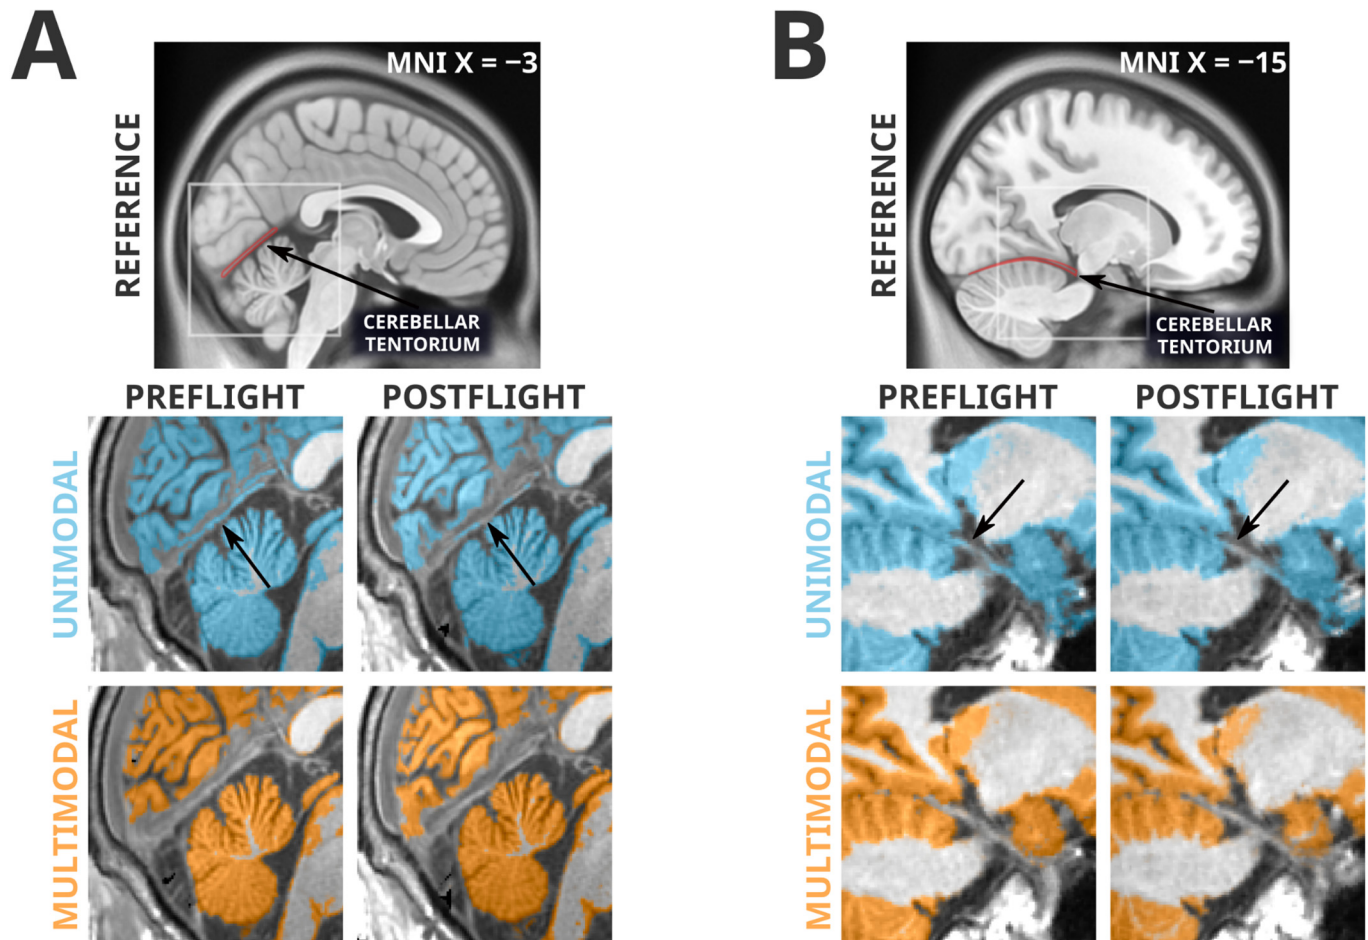 A
MNI X = −3
REFERENCE
CEREBELLAR
TENTORIUM
PREFLIGHT
POSTFLIGHT
UNIMODAL
MULTIMODAL
B
MNI X = −15
REFERENCE
CEREBELLAR
TENTORIUM
PREFLIGHT
POSTFLIGHT
UNIMODAL
MULTIMODAL